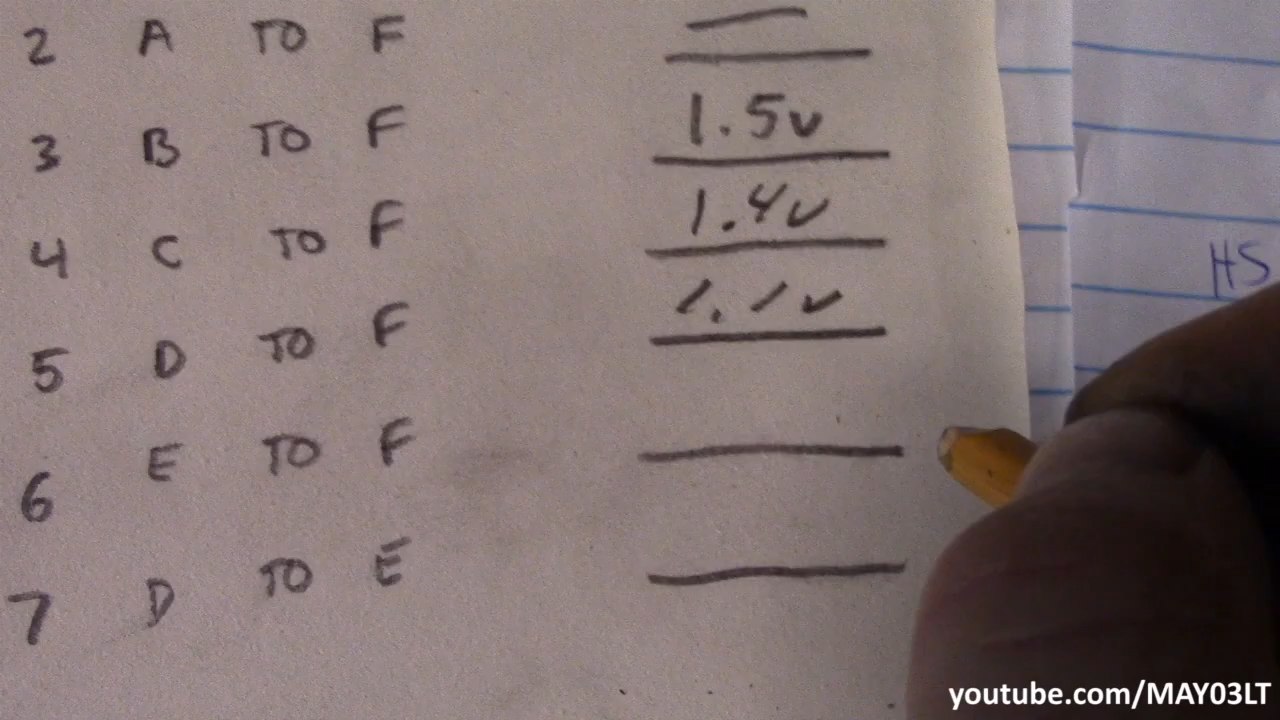 2 A TO F —
3 B TO F 1.5v
4 C TO F 1.4v
5 D TO F 1.1v
6 E TO F
7 D TO E
HS
youtube.com/MAY03LT